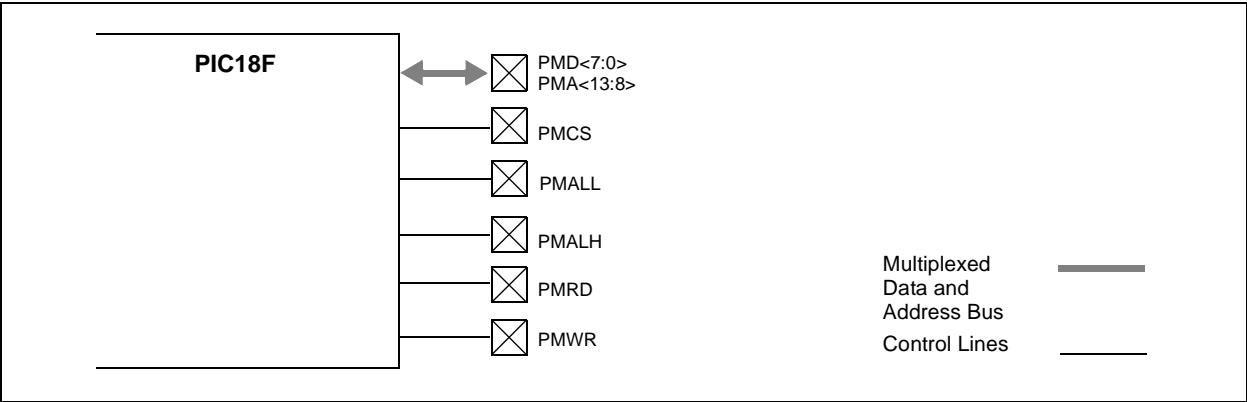 PIC18F
PMD<7:0>
PMA<13:8>
PMCS
PMALL
PMALH
PMRD
PMWR
Multiplexed
Data and
Address Bus
Control Lines